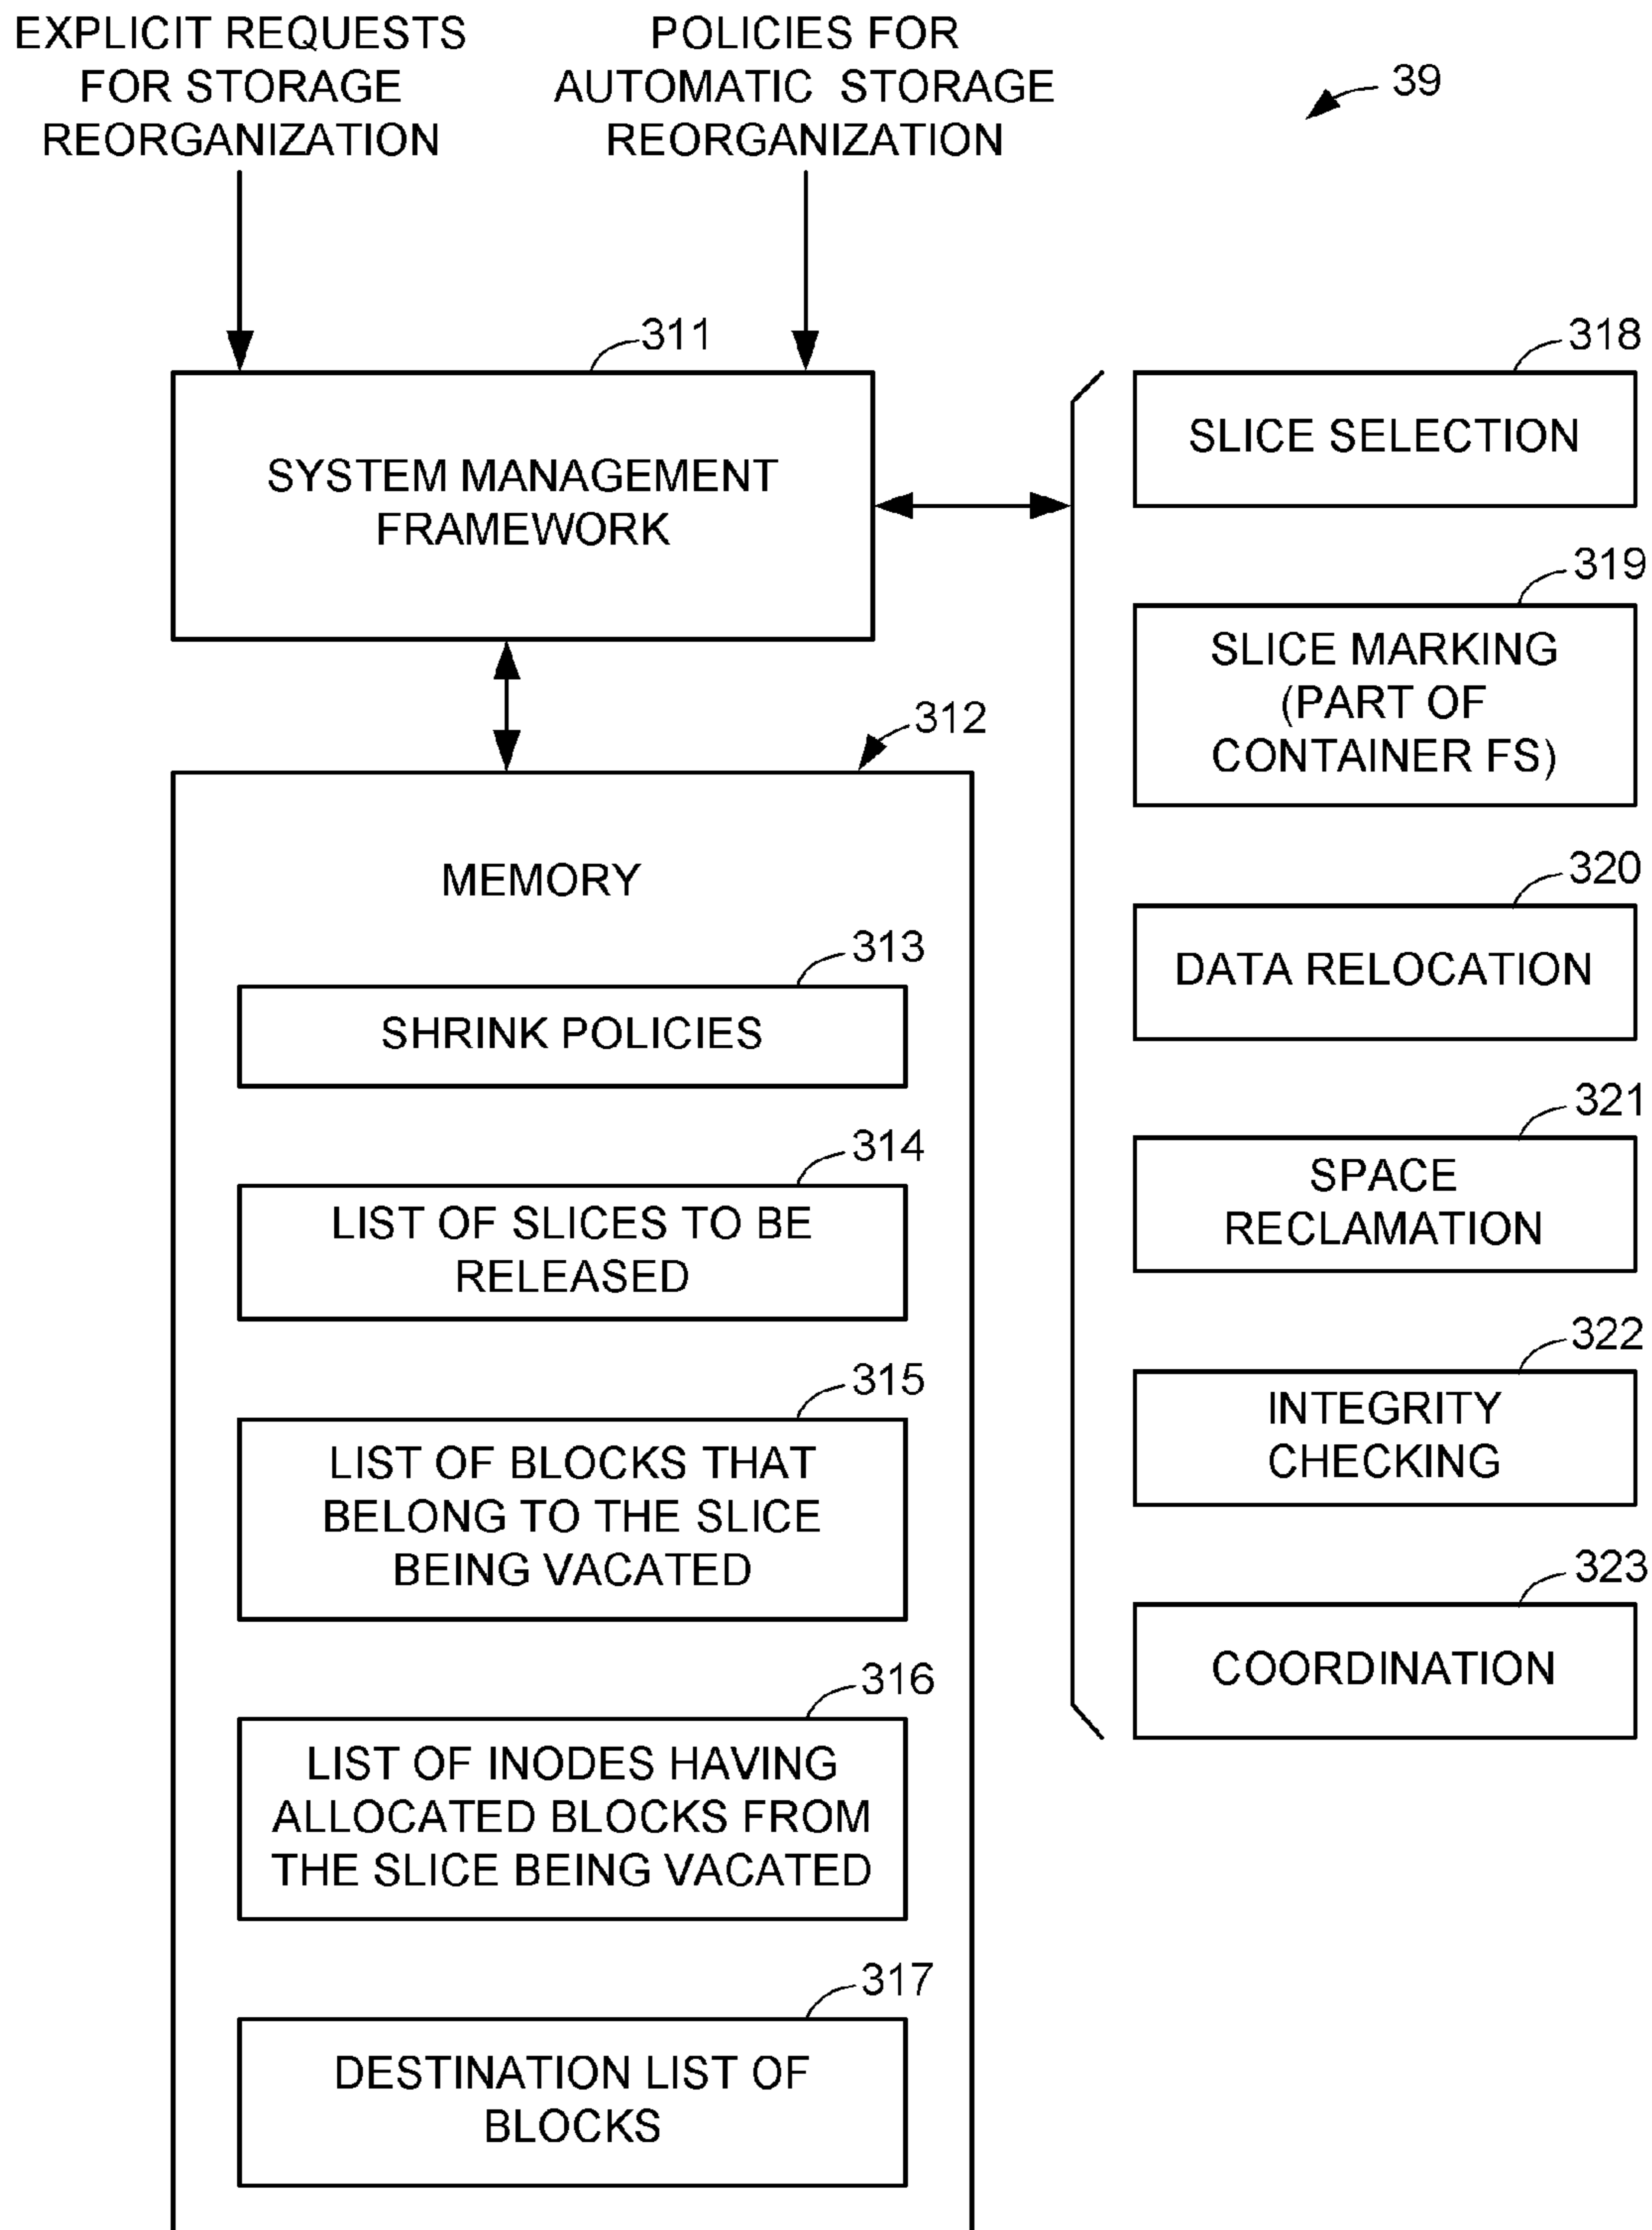 EXPLICIT REQUESTS
FOR STORAGE
REORGANIZATION
POLICIES FOR
AUTOMATIC STORAGE
REORGANIZATION
39
311
SYSTEM MANAGEMENT
FRAMEWORK
312
MEMORY
313
SHRINK POLICIES
314
LIST OF SLICES TO BE
RELEASED
315
LIST OF BLOCKS THAT
BELONG TO THE SLICE
BEING VACATED
316
LIST OF INODES HAVING
ALLOCATED BLOCKS FROM
THE SLICE BEING VACATED
317
DESTINATION LIST OF
BLOCKS
318
SLICE SELECTION
319
SLICE MARKING
(PART OF
CONTAINER FS)
320
DATA RELOCATION
321
SPACE
RECLAMATION
322
INTEGRITY
CHECKING
323
COORDINATION